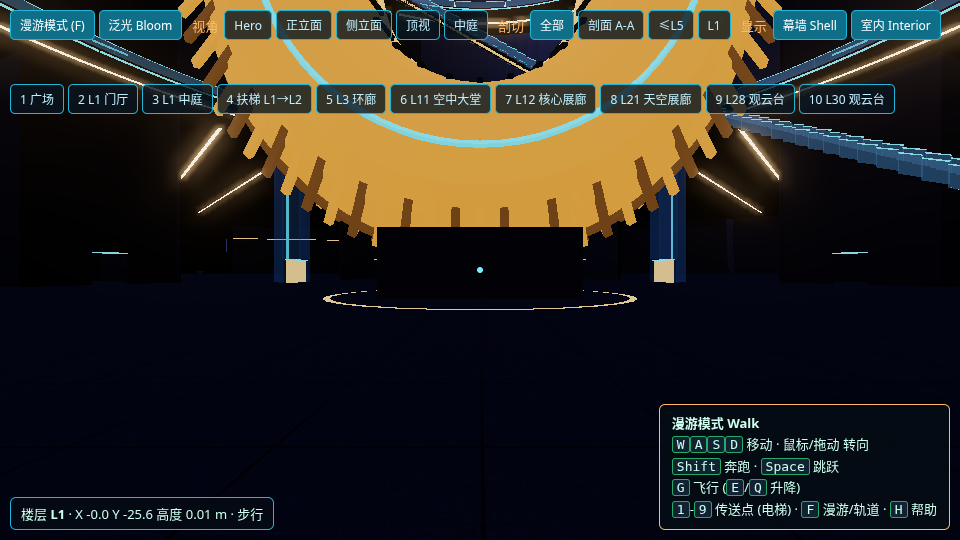 漫游模式 (F) 泛光 Bloom 视角 Hero 正立面 侧立面 顶视 中庭 剖切 全部 剖面 A-A ≤L5 L1 显示 幕墙 Shell 室内 Interior
1 广场 2 L1 门厅 3 L1 中庭 4 扶梯 L1→L2 5 L3 环廊 6 L11 空中大堂 7 L12 核心展廊 8 L21 天空展廊 9 L28 观云台 10 L30 观云台
漫游模式 Walk
W A S D 移动 · 鼠标/拖动 转向
Shift 奔跑 · Space 跳跃
G 飞行 (E/Q 升降)
1-9 传送点 (电梯) · F 漫游/轨道 · H 帮助
楼层 L1 · X -0.0 Y -25.6 高度 0.01 m · 步行